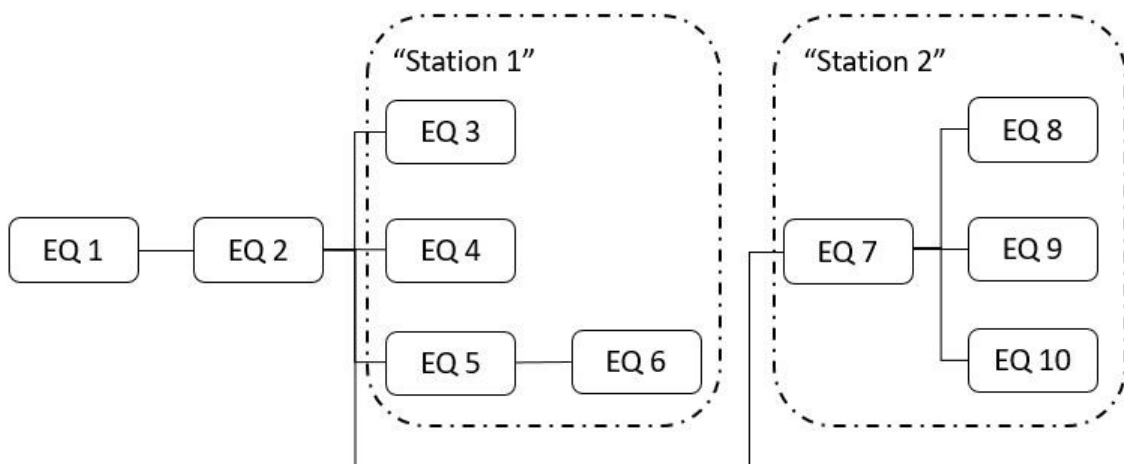 “Station 1”
“Station 2”
EQ 3
EQ 8
EQ 1
EQ 2
EQ 4
EQ 7
EQ 9
EQ 5
EQ 6
EQ 10